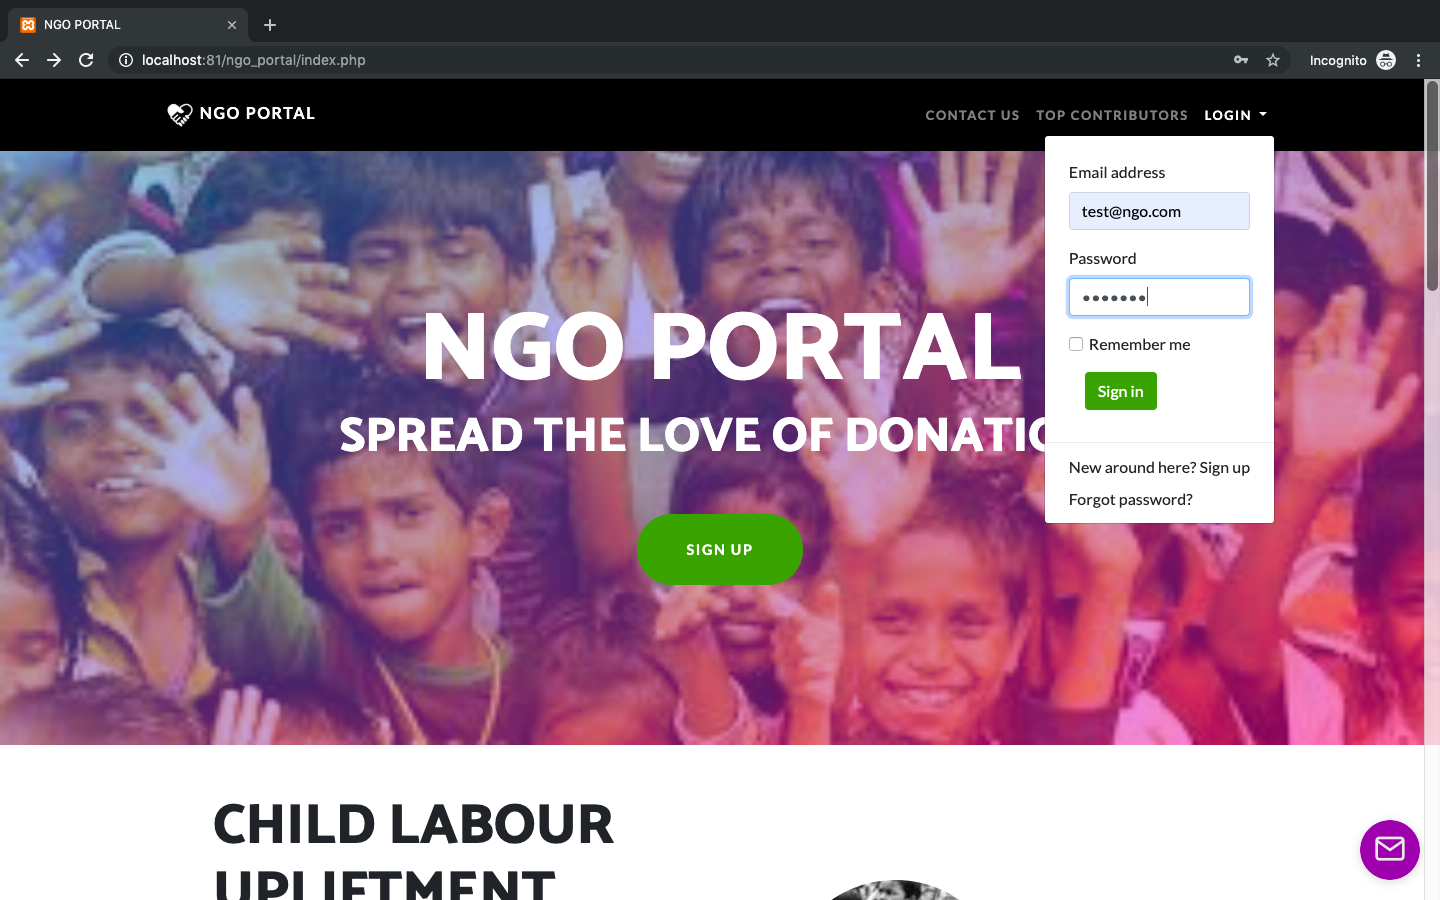 NGO PORTAL
localhost:81/ngo_portal/index.php
Incognito
NGO PORTAL
CONTACT US
TOP CONTRIBUTORS
LOGIN
Email address
test@ngo.com
Password
•••••••
Remember me
Sign in
New around here? Sign up
Forgot password?
NGO PORTAL
SPREAD THE LOVE OF DONATIO
SIGN UP
CHILD LABOUR
UPLIFTMENT